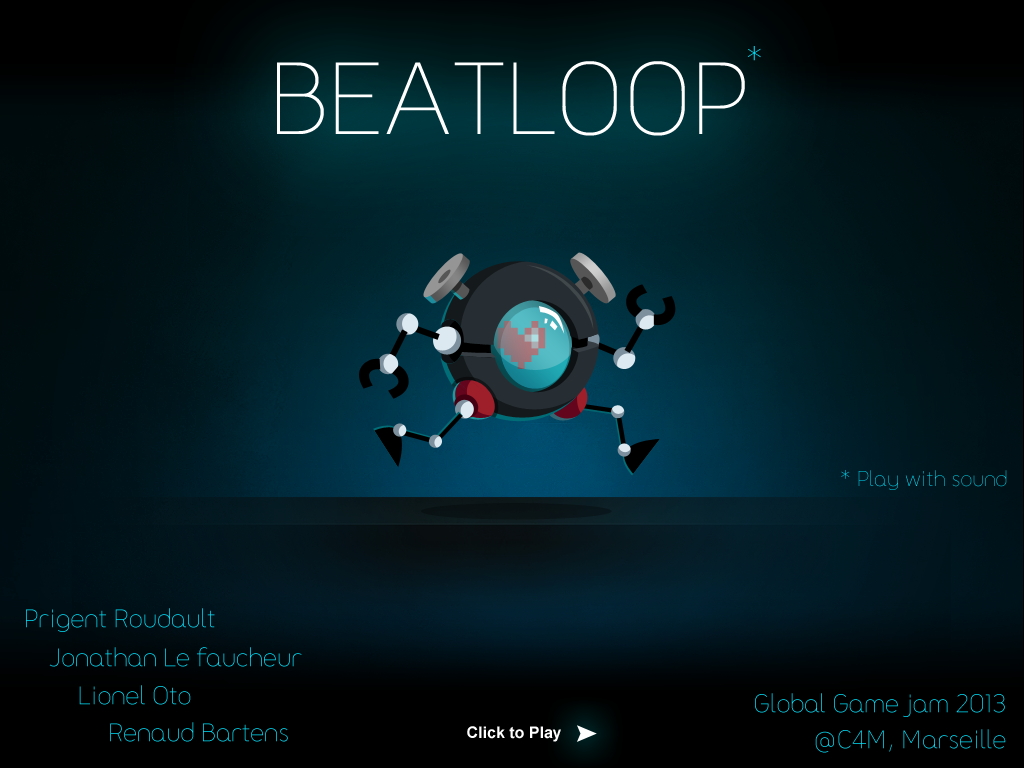 BEATLOOP*
* Play with sound
Prigent Roudault
Jonathan Le faucheur
Lionel Oto
Renaud Bartens
Click to Play
Global Game jam 2013
@C4M, Marseille